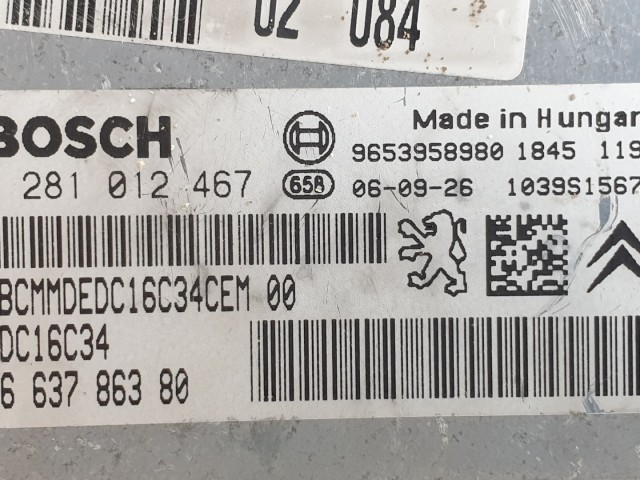 02 084
BOSCH
Made in Hungar
9653958980 1845 119
281 012 467
658
06-09-26 1039S1567
BCMMDEDC16C34CEM 00
DC16C34
6 637 863 80